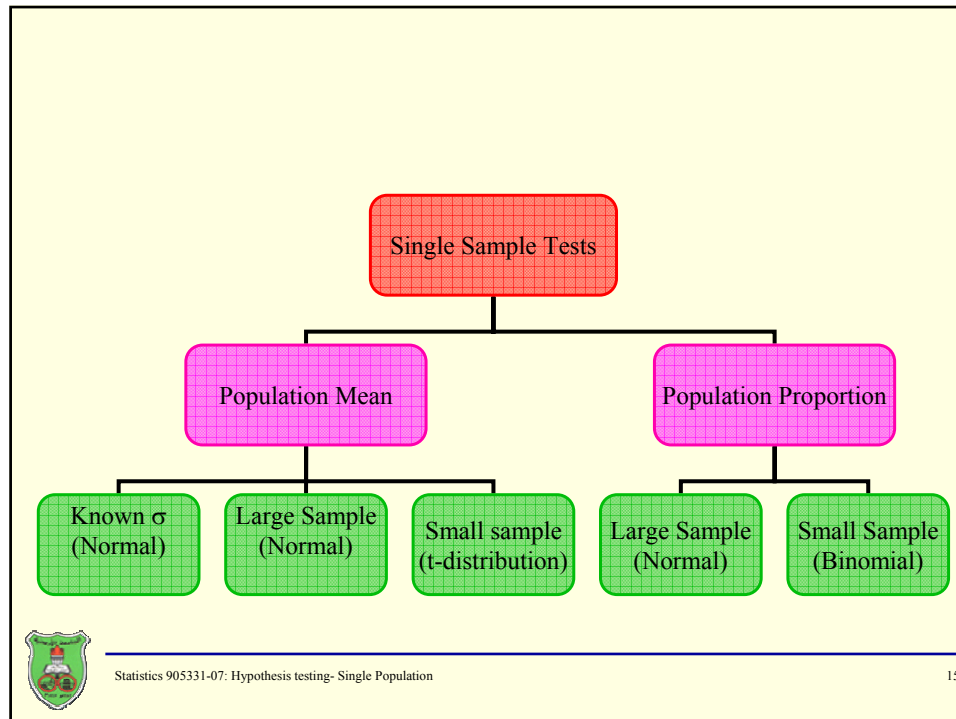 Single Sample Tests
Population Mean
Population Proportion
Known σ
(Normal)
Large Sample
(Normal)
Small sample
(t-distribution)
Large Sample
(Normal)
Small Sample
(Binomial)
Statistics 905331-07: Hypothesis testing- Single Population
15